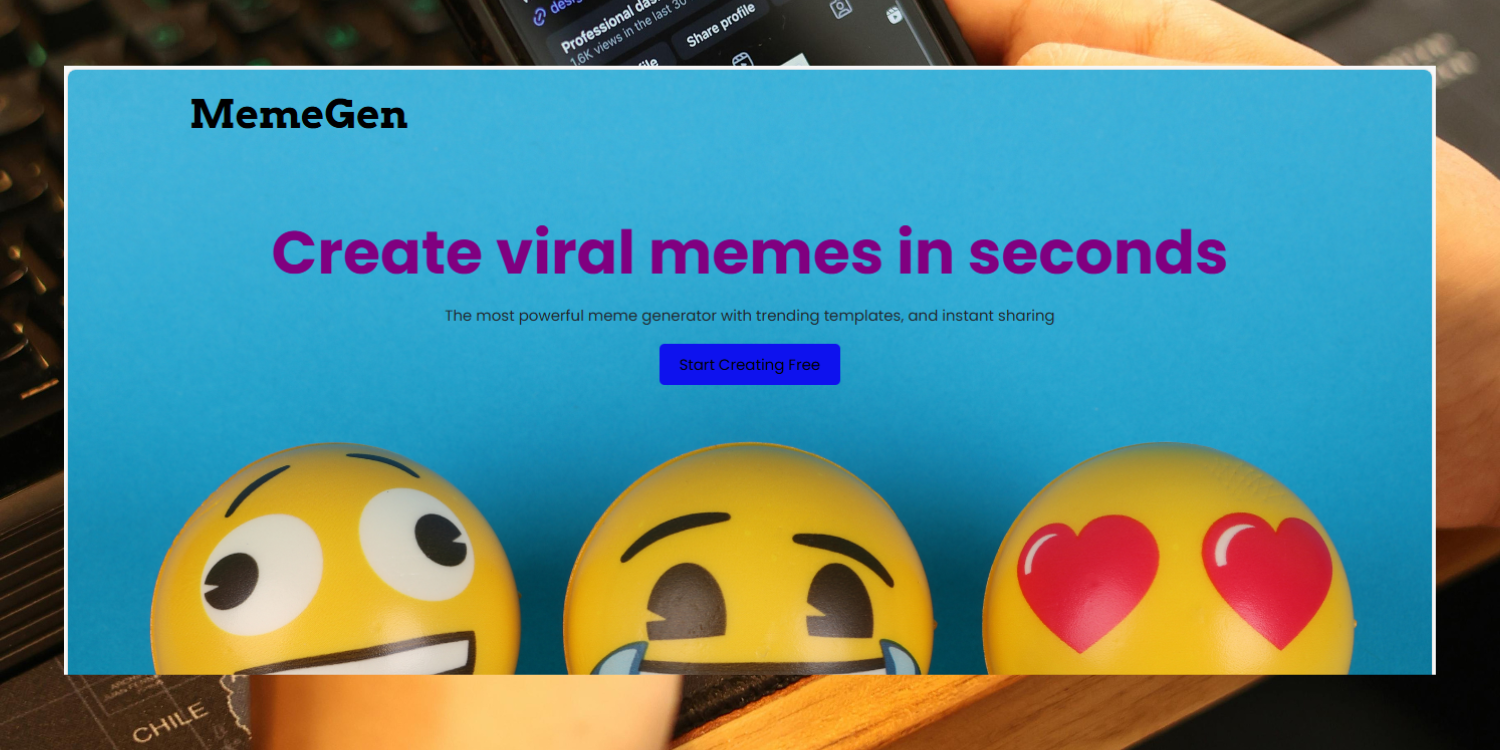 Professional das
1.6K views in the last 30
Share profile
MemeGen
Create viral memes in seconds
The most powerful meme generator with trending templates, and instant sharing
Start Creating Free
CHILE